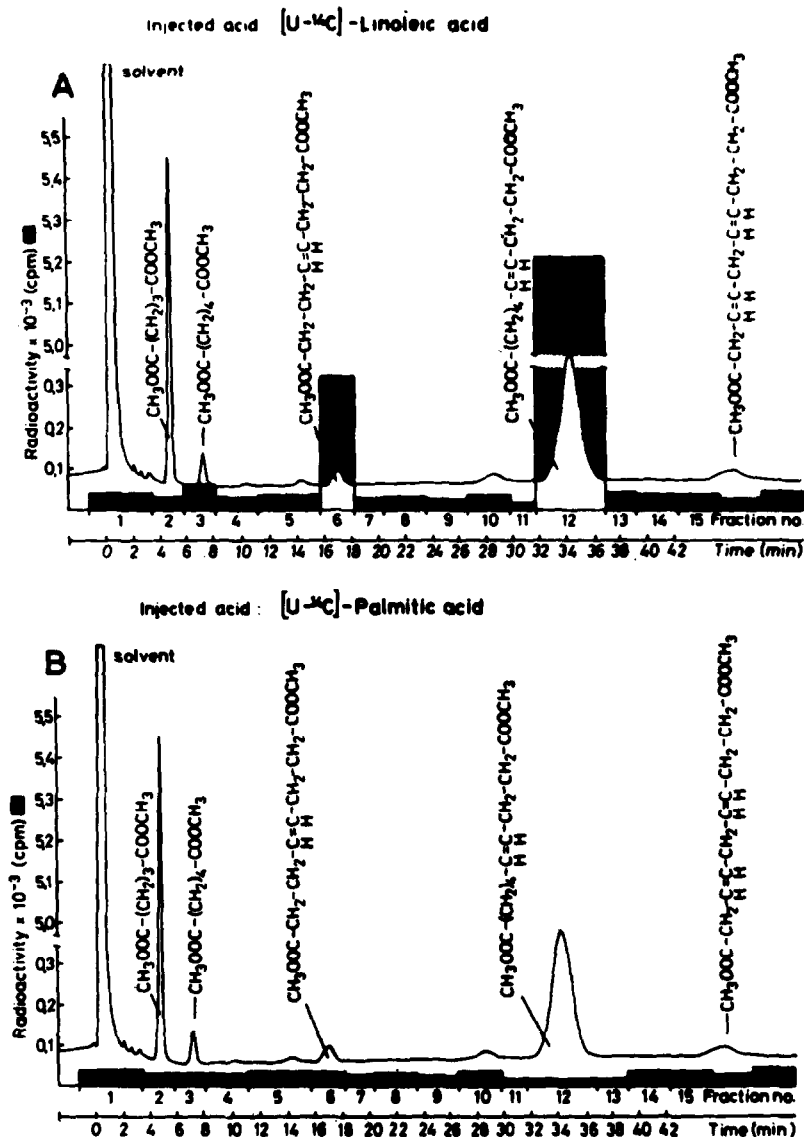 Injected acid [U-¹⁴C]-Linoleic acid
A
solvent
Radioactivity x 10⁻³ (cpm)
5,5
5,4
5,3
5,2
5,1
5,0
0,3
0,2
0,1
CH₃OOC-(CH₂)₃-COOCH₃
CH₃OOC-(CH₂)₄-COOCH₃
CH₃OOC-CH₂-CH₂-CH₂-C=C-CH₂-CH₂-COOCH₃
H H
CH₃OOC-(CH₂)₄-C=C-CH₂-CH₂-COOCH₃
H H
CH₃OOC-CH₂-C=C-CH₂-C=C-CH₂-CH₂-COOCH₃
H H H H
1 2 3 4 5 6 7 8 9 10 11 12 13 14 15 Fraction no.
0 2 4 6 8 10 12 14 16 18 20 22 24 26 28 30 32 34 36 38 40 42 Time (min)
Injected acid: [U-¹⁴C]-Palmitic acid
B
solvent
Radioactivity x 10⁻³ (cpm)
5,5
5,4
5,3
5,2
5,1
5,0
0,3
0,2
0,1
CH₃OOC-(CH₂)₃-COOCH₃
CH₃OOC-(CH₂)₄-COOCH₃
CH₃OOC-CH₂-CH₂-CH₂-C=C-CH₂-CH₂-COOCH₃
H H
CH₃OOC-(CH₂)₄-C=C-CH₂-CH₂-COOCH₃
H H
CH₃OOC-CH₂-C=C-CH₂-C=C-CH₂-CH₂-COOCH₃
H H H H
1 2 3 4 5 6 7 8 9 10 11 12 13 14 15 Fraction no.
0 2 4 6 8 10 12 14 16 18 20 22 24 26 28 30 32 34 36 38 40 42 Time (min)